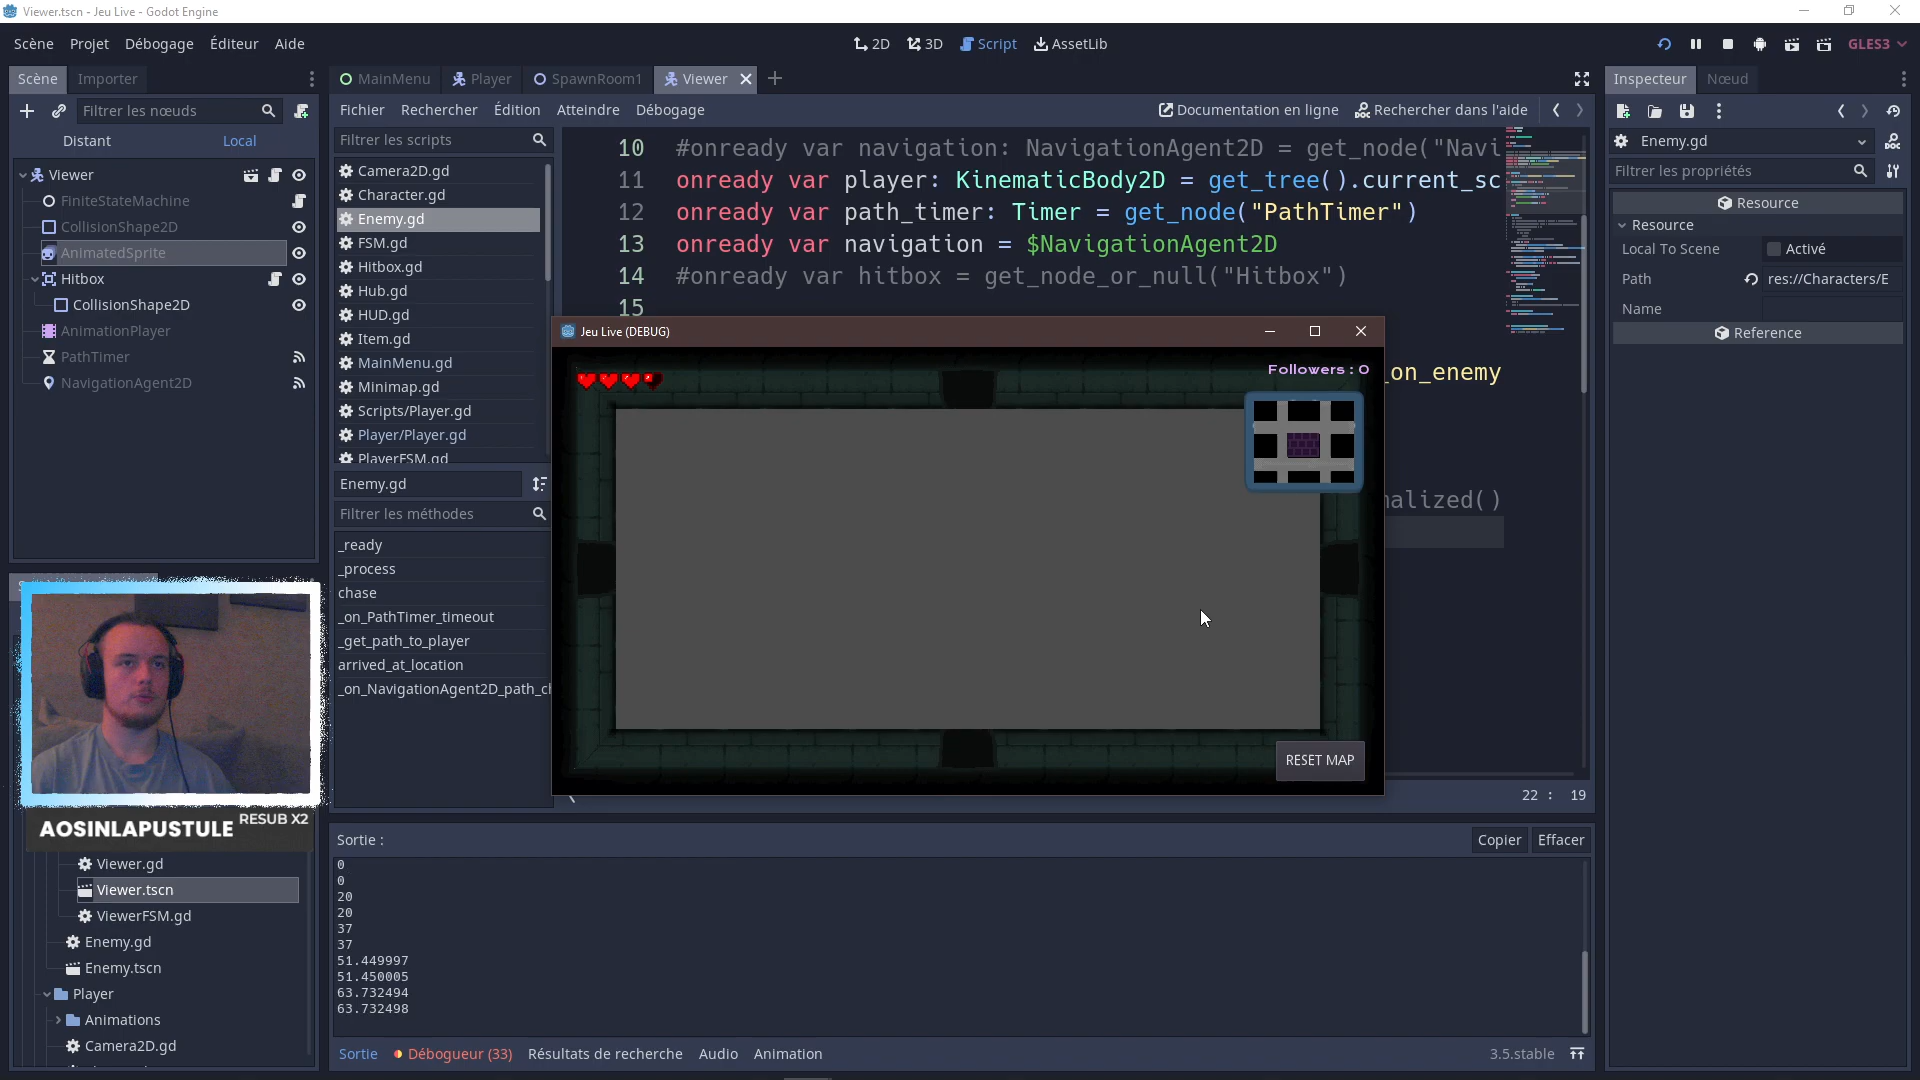 Viewer.tscn - Jeu Live - Godot Engine
Scène Projet Débogage Éditeur Aide
2D 3D Script AssetLib
GLES3
Scène Importer
Filtrer les nœuds
Distant Local
Viewer
FiniteStateMachine
CollisionShape2D
AnimatedSprite
Hitbox
CollisionShape2D
AnimationPlayer
PathTimer
NavigationAgent2D
MainMenu Player SpawnRoom1 Viewer
Fichier Rechercher Édition Atteindre Débogage
Documentation en ligne Rechercher dans l'aide
Filtrer les scripts
Camera2D.gd
Character.gd
Enemy.gd
FSM.gd
Hitbox.gd
Hub.gd
HUD.gd
Item.gd
MainMenu.gd
Minimap.gd
Scripts/Player.gd
Player/Player.gd
PlayerFSM.gd
Enemy.gd
Filtrer les méthodes
_ready
_process
chase
_on_PathTimer_timeout
_get_path_to_player
arrived_at_location
_on_NavigationAgent2D_path_ch
10 #onready var navigation: NavigationAgent2D = get_node("Navi
11 onready var player: KinematicBody2D = get_tree().current_sc
12 onready var path_timer: Timer = get_node("PathTimer")
13 onready var navigation = $NavigationAgent2D
14 #onready var hitbox = get_node_or_null("Hitbox")
15
_on_enemy
malized()
22 : 19
Jeu Live (DEBUG)
Followers : 0
RESET MAP
Inspecteur Nœud
Enemy.gd
Filtrer les propriétés
Resource
Resource
Local To Scene Activé
Path res://Characters/E
Name
Reference
AOSINLAPUSTULE RESUB X2
Viewer.gd
Viewer.tscn
ViewerFSM.gd
Enemy.gd
Enemy.tscn
Player
Animations
Camera2D.gd
Sortie :
Copier Effacer
0
0
20
20
37
37
51.449997
51.450005
63.732494
63.732498
Sortie Débogueur (33) Résultats de recherche Audio Animation
3.5.stable